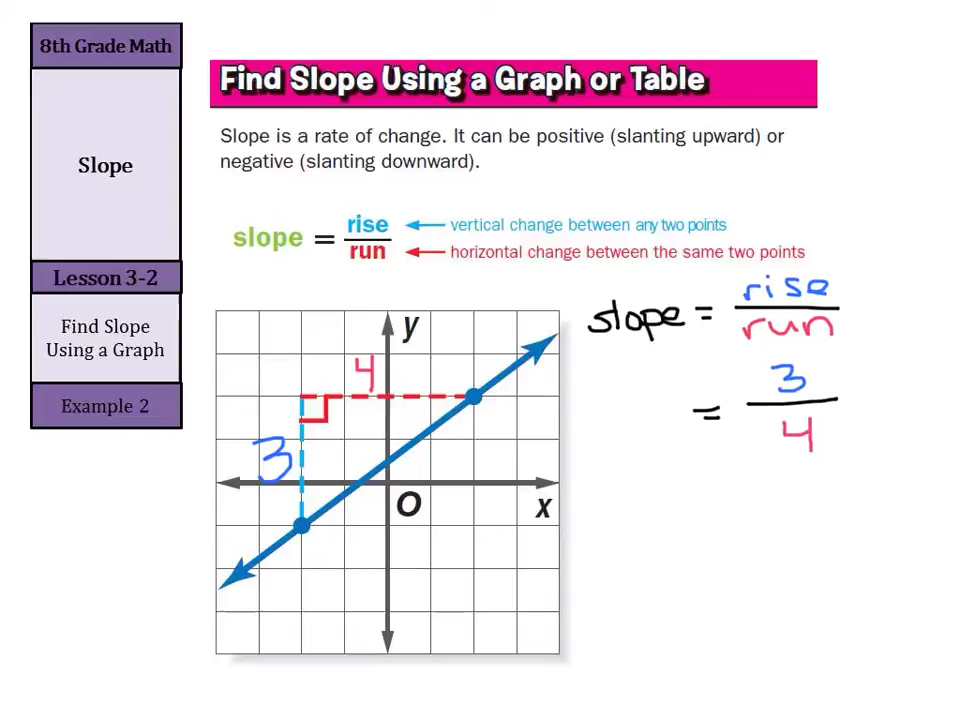 8th Grade Math
Slope
Lesson 3-2
Find Slope
Using a Graph
Example 2
Find Slope Using a Graph or Table
Slope is a rate of change. It can be positive (slanting upward) or
negative (slanting downward).
slope = rise vertical change between any two points
run horizontal change between the same two points
slope = rise
run
= 3
4
y
4
3
O
x